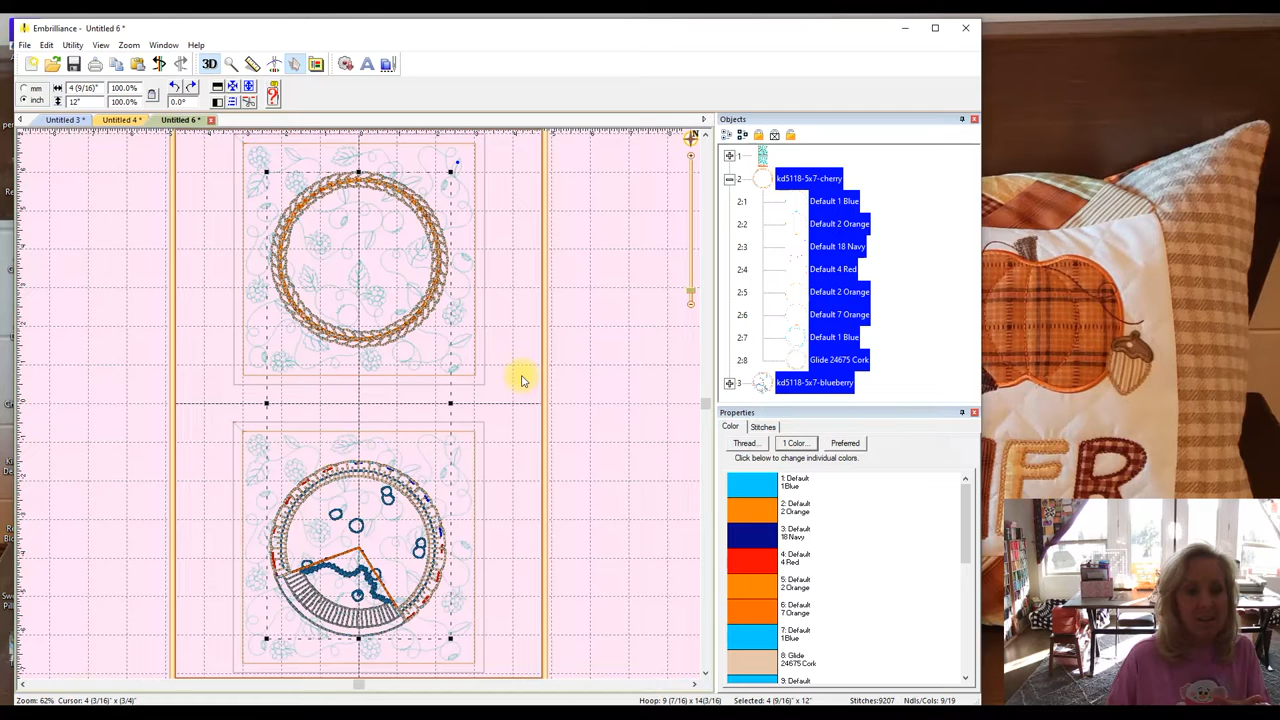 Embrilliance - Untitled 6 *
File Edit Utility View Zoom Window Help
3D
mm 4 (9/16)" 100.0%
inch 12" 100.0% 0.0°
Untitled 3 * Untitled 4 * Untitled 6 *
N
Objects
1
2 kd5118-5x7-cherry
2:1 Default 1 Blue
2:2 Default 2 Orange
2:3 Default 18 Navy
2:4 Default 4 Red
2:5 Default 2 Orange
2:6 Default 7 Orange
2:7 Default 1 Blue
2:8 Glide 24675 Cork
3 kd5118-5x7-blueberry
Properties
Color Stitches
Thread... 1 Color... Preferred
Click below to change individual colors.
1: Default
1Blue
2: Default
2 Orange
3: Default
18 Navy
4: Default
4 Red
5: Default
2 Orange
6: Default
7 Orange
7: Default
1Blue
8: Glide
24675 Cork
9: Default
Zoom: 62% Cursor: 4 (3/16)" x (3/4)" Hoop: 9 (7/16) x 14(3/16) Selected: 4 (9/16) x 12" Stitches:9207 Ndls/Cols: 9/19